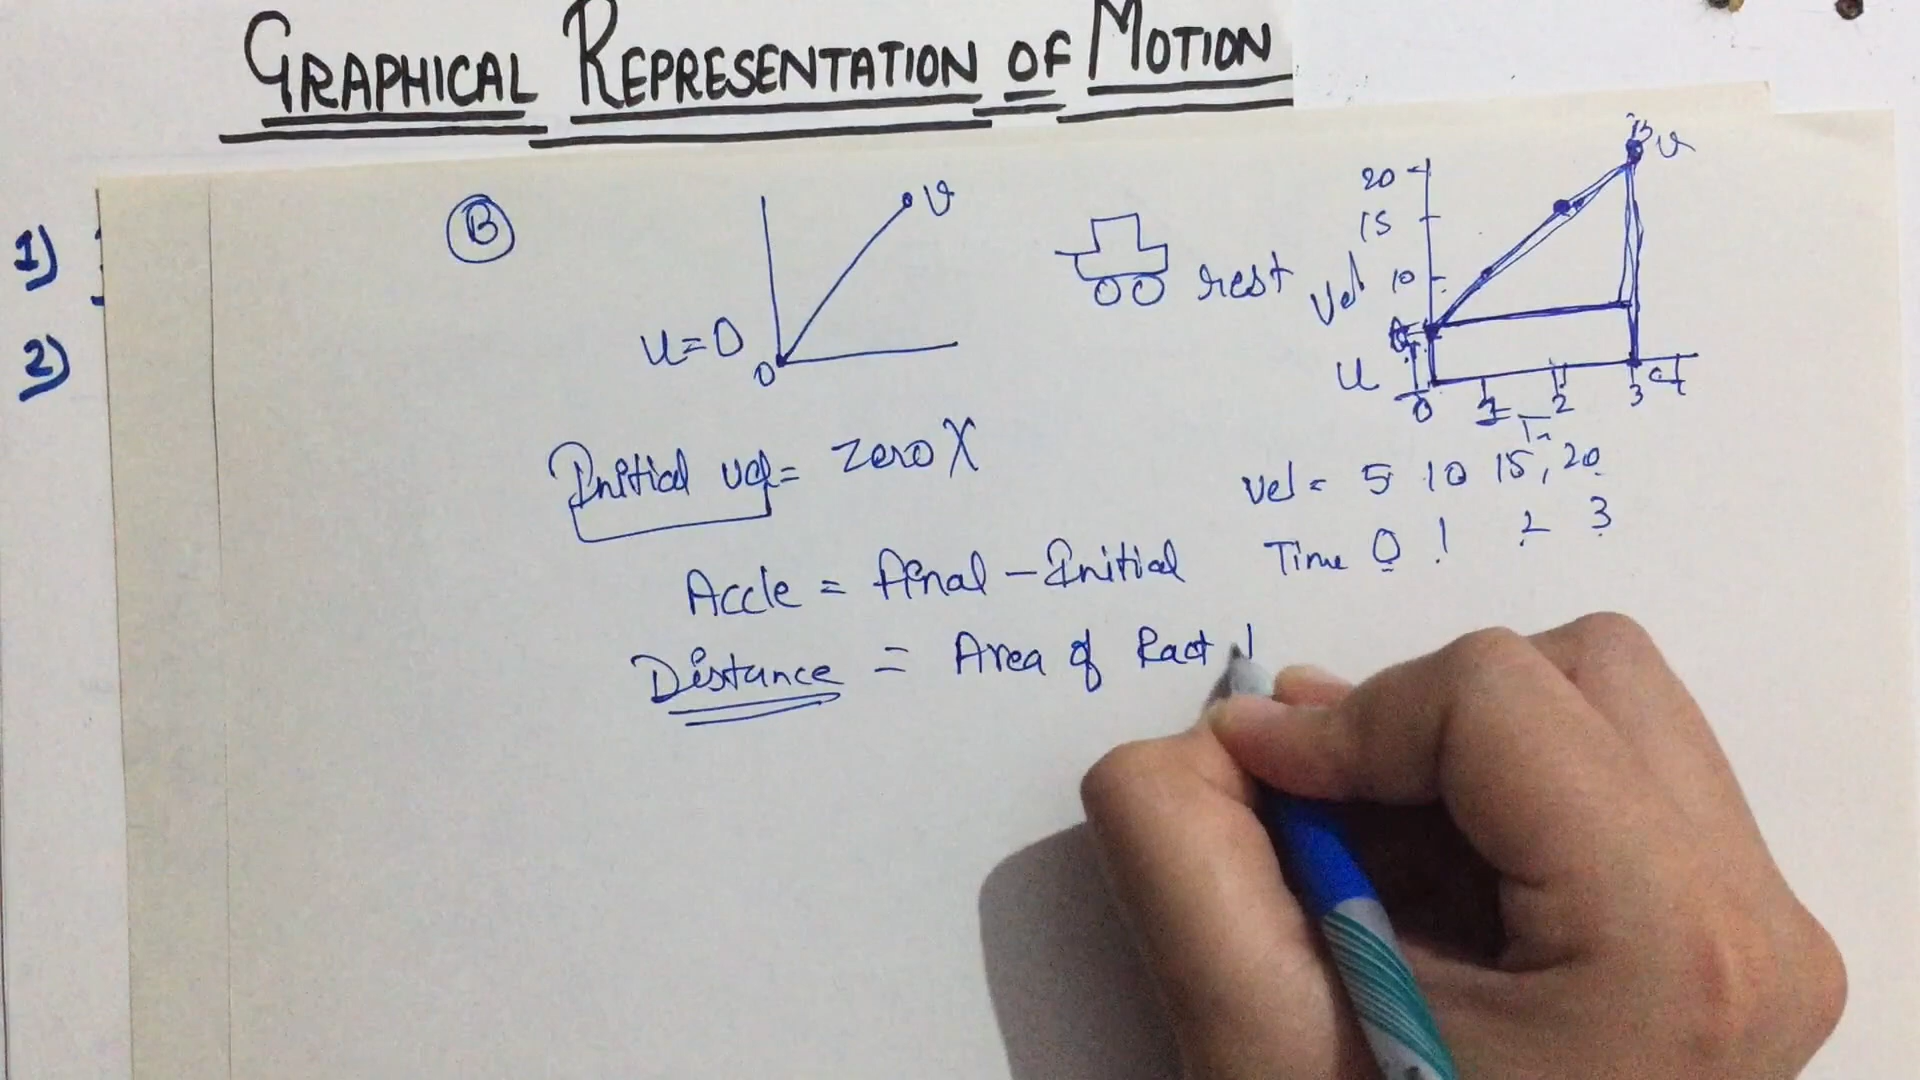 GRAPHICAL REPRESENTATION OF MOTION
1)
2)
B
v
u=0
0
rest
B v
20
15
10
Vel
u
0 1 2 3
Initial vel = zero X
Vel = 5 10 15, 20
Time 0 1 2 3
Accle = final - Initial
Distance = Area of Rect